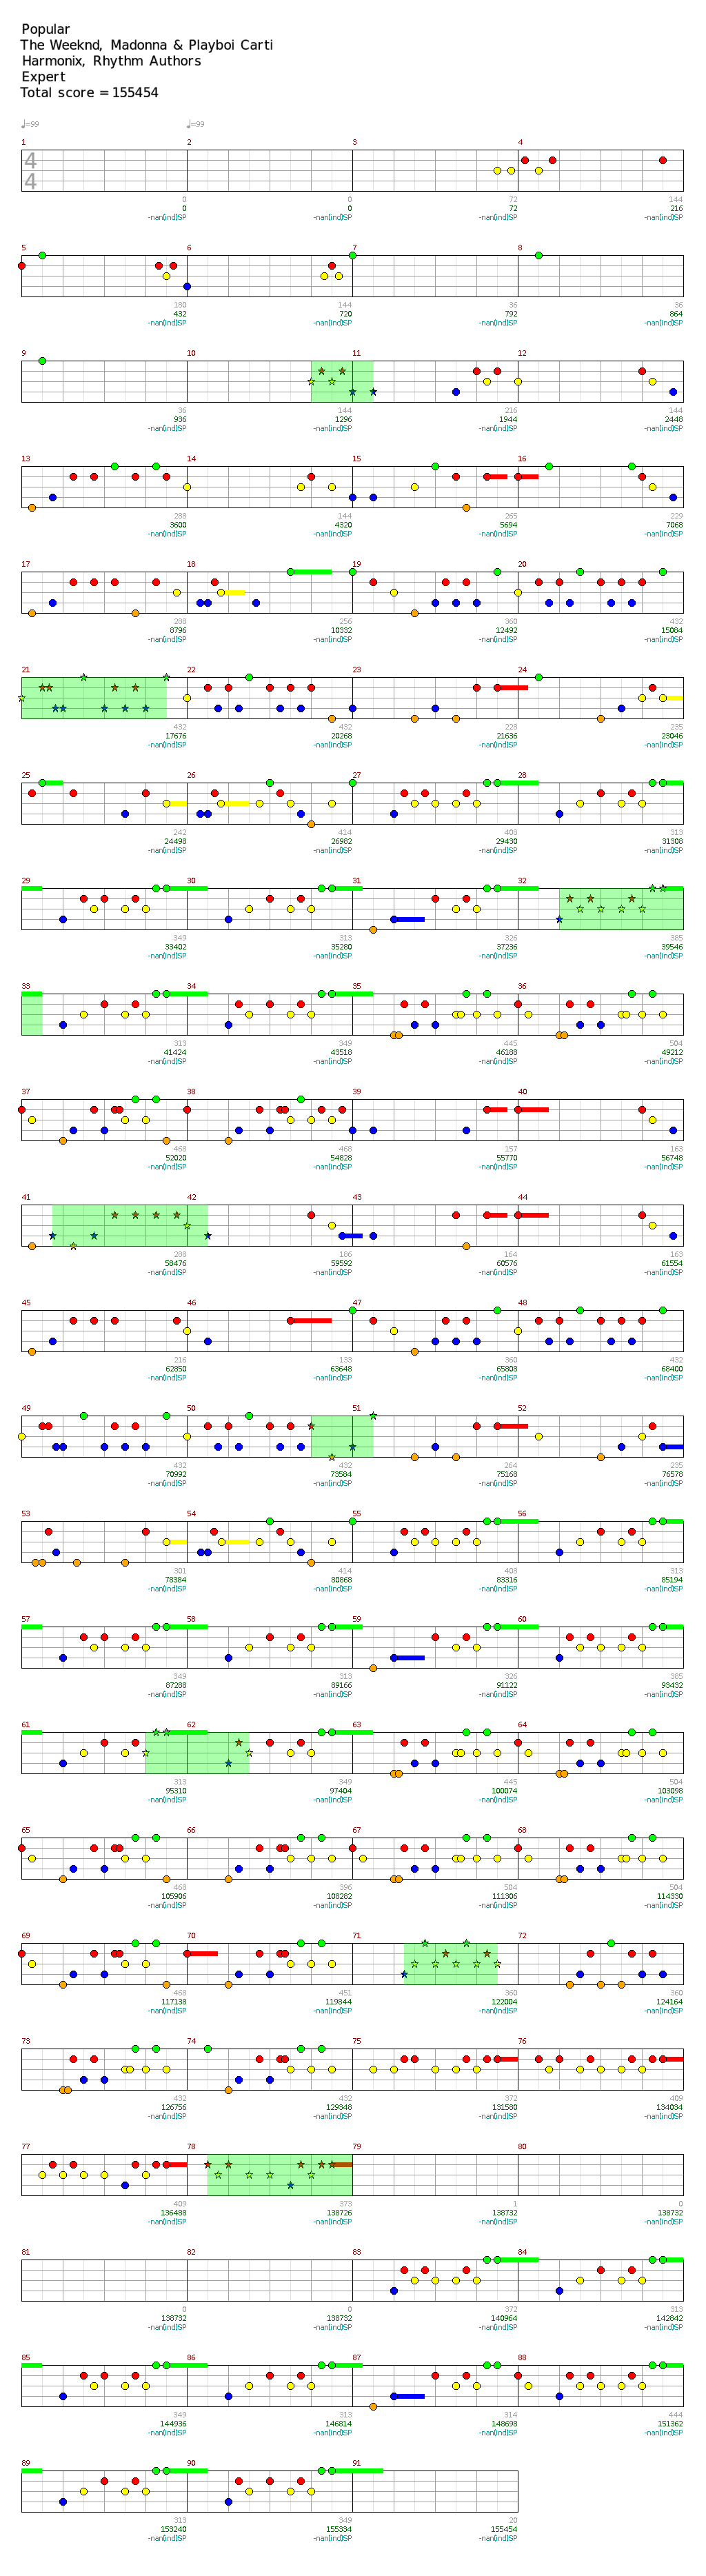 Popular
The Weeknd, Madonna & Playboi Carti
Harmonix, Rhythm Authors
Expert
Total score = 155454
♩=99 ♩=99
1 2 3 4
4
4
0 0 72 144
0 0 72 216
-nan(ind)SP -nan(ind)SP -nan(ind)SP -nan(ind)SP
5 6 7 8
180 144 36 36
432 720 792 864
-nan(ind)SP -nan(ind)SP -nan(ind)SP -nan(ind)SP
9 10 11 12
36 144 216 144
936 1296 1944 2448
-nan(ind)SP -nan(ind)SP -nan(ind)SP -nan(ind)SP
13 14 15 16
288 144 265 229
3600 4320 5694 7068
-nan(ind)SP -nan(ind)SP -nan(ind)SP -nan(ind)SP
17 18 19 20
288 256 360 432
8796 10332 12492 15084
-nan(ind)SP -nan(ind)SP -nan(ind)SP -nan(ind)SP
21 22 23 24
432 432 228 235
17676 20268 21636 23046
-nan(ind)SP -nan(ind)SP -nan(ind)SP -nan(ind)SP
25 26 27 28
242 414 408 313
24498 26982 29430 31308
-nan(ind)SP -nan(ind)SP -nan(ind)SP -nan(ind)SP
29 30 31 32
349 313 326 385
33402 35280 37236 39546
-nan(ind)SP -nan(ind)SP -nan(ind)SP -nan(ind)SP
33 34 35 36
313 349 445 504
41424 43518 46188 49212
-nan(ind)SP -nan(ind)SP -nan(ind)SP -nan(ind)SP
37 38 39 40
468 468 157 163
52020 54828 55770 56748
-nan(ind)SP -nan(ind)SP -nan(ind)SP -nan(ind)SP
41 42 43 44
288 186 164 163
58476 59592 60576 61554
-nan(ind)SP -nan(ind)SP -nan(ind)SP -nan(ind)SP
45 46 47 48
216 133 360 432
62850 63648 65808 68400
-nan(ind)SP -nan(ind)SP -nan(ind)SP -nan(ind)SP
49 50 51 52
432 432 264 235
70992 73584 75168 76578
-nan(ind)SP -nan(ind)SP -nan(ind)SP -nan(ind)SP
53 54 55 56
301 414 408 313
78384 80868 83316 85194
-nan(ind)SP -nan(ind)SP -nan(ind)SP -nan(ind)SP
57 58 59 60
349 313 326 385
87288 89166 91122 93432
-nan(ind)SP -nan(ind)SP -nan(ind)SP -nan(ind)SP
61 62 63 64
313 349 445 504
95310 97404 100074 103098
-nan(ind)SP -nan(ind)SP -nan(ind)SP -nan(ind)SP
65 66 67 68
468 396 504 504
105906 108282 111306 114330
-nan(ind)SP -nan(ind)SP -nan(ind)SP -nan(ind)SP
69 70 71 72
468 451 360 360
117138 119844 122004 124164
-nan(ind)SP -nan(ind)SP -nan(ind)SP -nan(ind)SP
73 74 75 76
432 432 372 409
126756 129348 131580 134034
-nan(ind)SP -nan(ind)SP -nan(ind)SP -nan(ind)SP
77 78 79 80
409 373 1 0
136488 138726 138732 138732
-nan(ind)SP -nan(ind)SP -nan(ind)SP -nan(ind)SP
81 82 83 84
0 0 372 313
138732 138732 140964 142842
-nan(ind)SP -nan(ind)SP -nan(ind)SP -nan(ind)SP
85 86 87 88
349 313 314 444
144936 146814 148698 151362
-nan(ind)SP -nan(ind)SP -nan(ind)SP -nan(ind)SP
89 90 91
313 349 20
153240 155334 155454
-nan(ind)SP -nan(ind)SP -nan(ind)SP